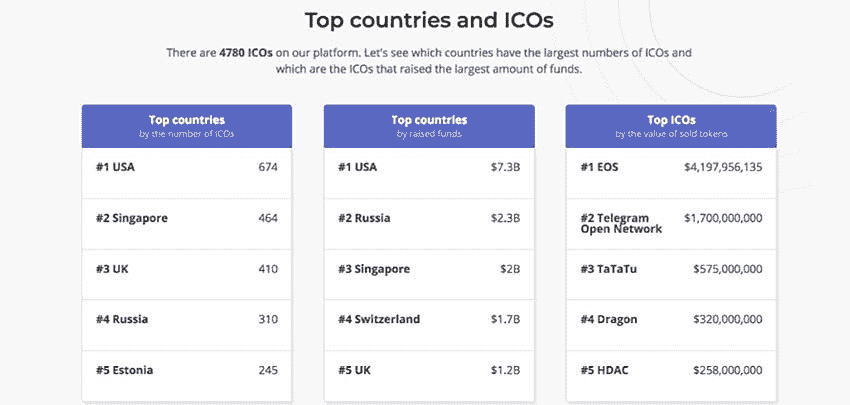 Top countries and ICOs
There are 4780 ICOs on our platform. Let's see which countries have the largest numbers of ICOs and
which are the ICOs that raised the largest amount of funds.
Top countries
by the number of ICOs
#1 USA 674
#2 Singapore 464
#3 UK 410
#4 Russia 310
#5 Estonia 245
Top countries
by raised funds
#1 USA $7.3B
#2 Russia $2.3B
#3 Singapore $2B
#4 Switzerland $1.7B
#5 UK $1.2B
Top ICOs
by the value of sold tokens
#1 EOS $4,197,956,135
#2 Telegram $1,700,000,000
Open Network
#3 TaTaTu $575,000,000
#4 Dragon $320,000,000
#5 HDAC $258,000,000